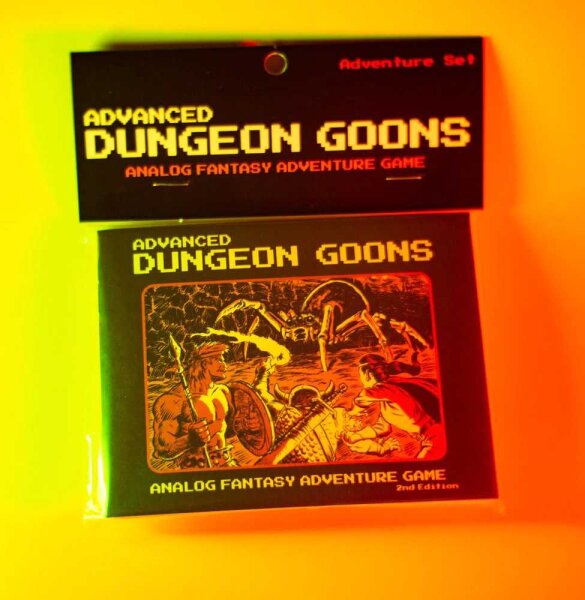 Adventure Set
ADVANCED
DUNGEON GOONS
ANALOG FANTASY ADVENTURE GAME
ADVANCED
DUNGEON GOONS
ANALOG FANTASY ADVENTURE GAME
2nd Edition